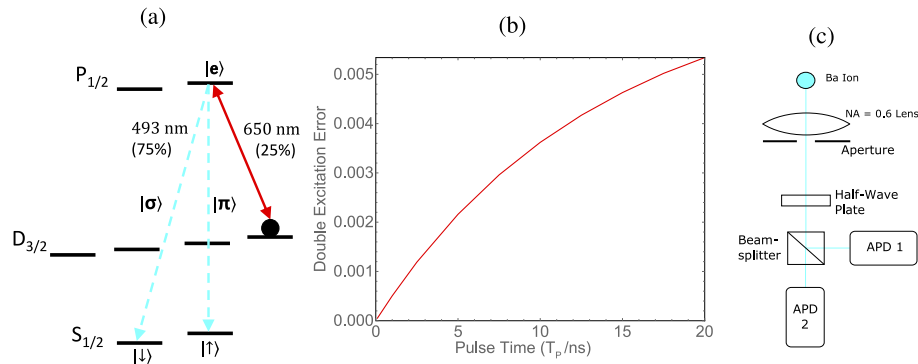 (a)
P1/2
|e⟩
493 nm
(75%)
650 nm
(25%)
|σ⟩
|π⟩
D3/2
S1/2
|↓⟩
|↑⟩
(b)
Double Excitation Error
0.005
0.004
0.003
0.002
0.001
0.000
0
5
10
15
20
Pulse Time (Tp/ns)
(c)
Ba Ion
NA = 0.6 Lens
Aperture
Half-Wave
Plate
Beam-
splitter
APD 1
APD
2